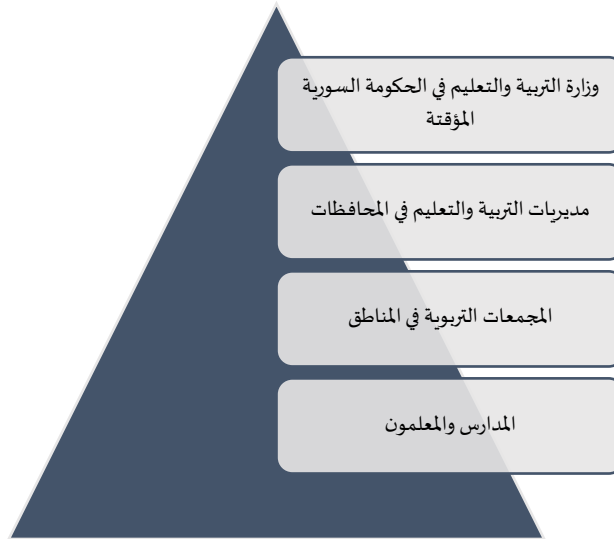 وزارة التربية والتعليم في الحكومة السورية
المؤقتة
مديريات التربية والتعليم في المحافظات
المجمعات التربوية في المناطق
المدارس والمعلمون